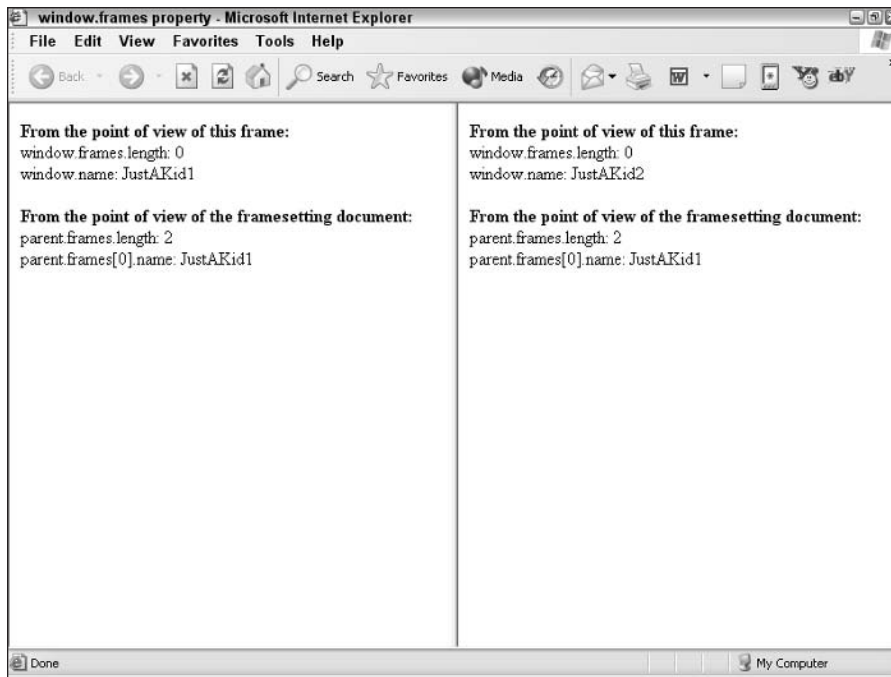 window.frames property - Microsoft Internet Explorer
File Edit View Favorites Tools Help
Back Search Favorites Media
From the point of view of this frame:
window.frames.length: 0
window.name: JustAKid1
From the point of view of the framesetting document:
parent.frames.length: 2
parent.frames[0].name: JustAKid1
From the point of view of this frame:
window.frames.length: 0
window.name: JustAKid2
From the point of view of the framesetting document:
parent.frames.length: 2
parent.frames[0].name: JustAKid1
Done My Computer